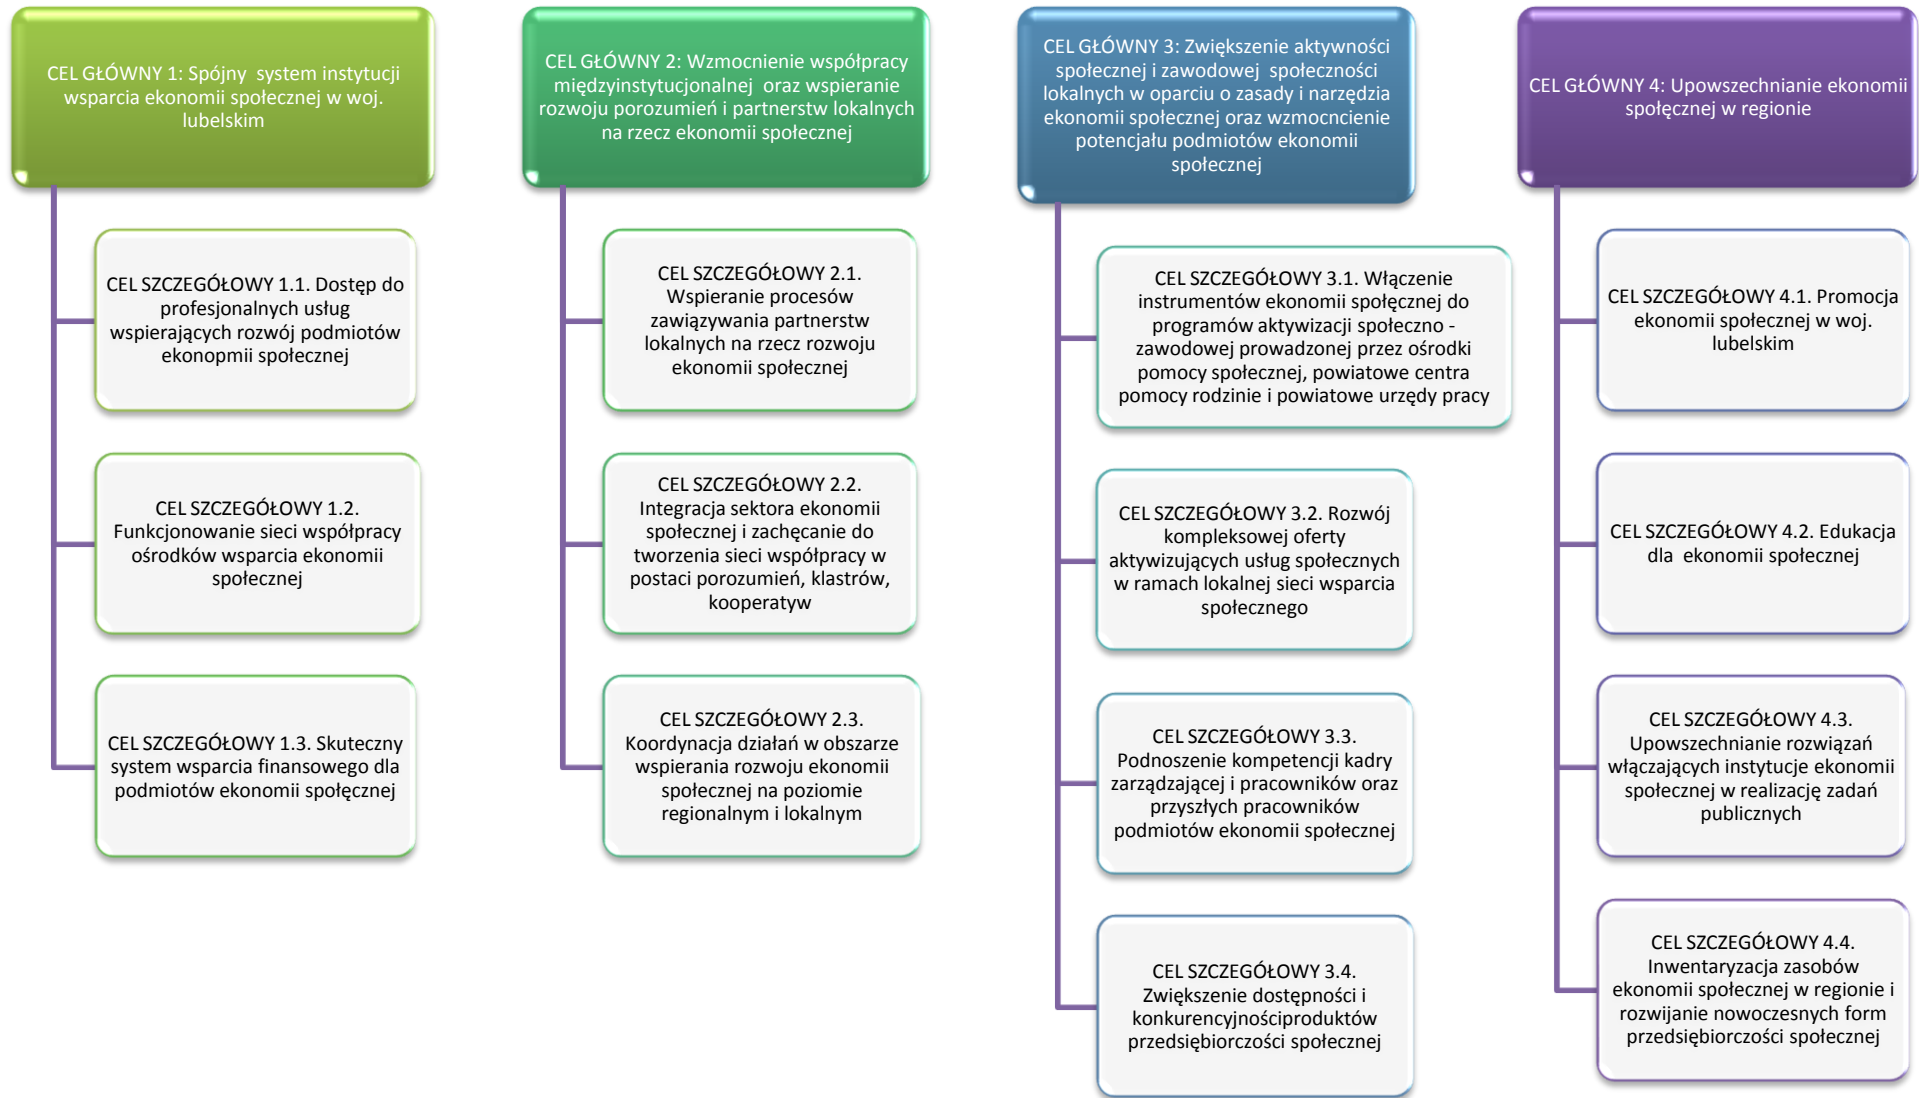 CEL GŁÓWNY 1: Spójny  system instytucji
wsparcia ekonomii społecznej w woj.
lubelskim
CEL SZCZEGÓŁOWY 1.1. Dostęp do
profesjonalnych usług
wspierających rozwój podmiotów
ekonopmii społecznej
CEL SZCZEGÓŁOWY 1.2.
Funkcjonowanie sieci współpracy
ośrodków wsparcia ekonomii
społecznej
CEL SZCZEGÓŁOWY 1.3. Skuteczny
system wsparcia finansowego dla
podmiotów ekonomii społęcznej
CEL GŁÓWNY 2: Wzmocnienie współpracy
międzyinstytucjonalnej  oraz wspieranie
rozwoju porozumień i partnerstw lokalnych
na rzecz ekonomii społecznej
CEL SZCZEGÓŁOWY 2.1.
Wspieranie procesów
zawiązywania partnerstw
lokalnych na rzecz rozwoju
ekonomii społecznej
CEL SZCZEGÓŁOWY 2.2.
Integracja sektora ekonomii
społecznej i zachęcanie do
tworzenia sieci współpracy w
postaci porozumień, klastrów,
kooperatyw
CEL SZCZEGÓŁOWY 2.3.
Koordynacja działań w obszarze
wspierania rozwoju ekonomii
społecznej na poziomie
regionalnym i lokalnym
CEL GŁÓWNY 3: Zwiększenie aktywności
społecznej i zawodowej  społeczności
lokalnych w oparciu o zasady i narzędzia
ekonomii społecznej oraz wzmocncienie
potencjału podmiotów ekonomii
społecznej
CEL SZCZEGÓŁOWY 3.1. Włączenie
instrumentów ekonomii społęcznej do
programów aktywizacji społeczno -
zawodowej prowadzonej przez ośrodki
pomocy społecznej, powiatowe centra
pomocy rodzinie i powiatowe urzędy pracy
CEL SZCZEGÓŁOWY 3.2. Rozwój
kompleksowej oferty
aktywizujących usług społecznych
w ramach lokalnej sieci wsparcia
społecznego
CEL SZCZEGÓŁOWY 3.3.
Podnoszenie kompetencji kadry
zarządzającej i pracowników oraz
przyszłych pracowników
podmiotów ekonomii społecznej
CEL SZCZEGÓŁOWY 3.4.
Zwiększenie dostępności i
konkurencyjnościproduktów
przedsiębiorczości społecznej
CEL GŁÓWNY 4: Upowszechnianie ekonomii
społęcznej w regionie
CEL SZCZEGÓŁOWY 4.1. Promocja
ekonomii społecznej w woj.
lubelskim
CEL SZCZEGÓŁOWY 4.2. Edukacja
dla  ekonomii społecznej
CEL SZCZEGÓŁOWY 4.3.
Upowszechnianie rozwiązań
włączających instytucje ekonomii
społecznej w realizację zadań
publicznych
CEL SZCZEGÓŁOWY 4.4.
Inwentaryzacja zasobów
ekonomii społecznej w regionie i
rozwijanie nowoczesnych form
przedsiębiorczości społecznej